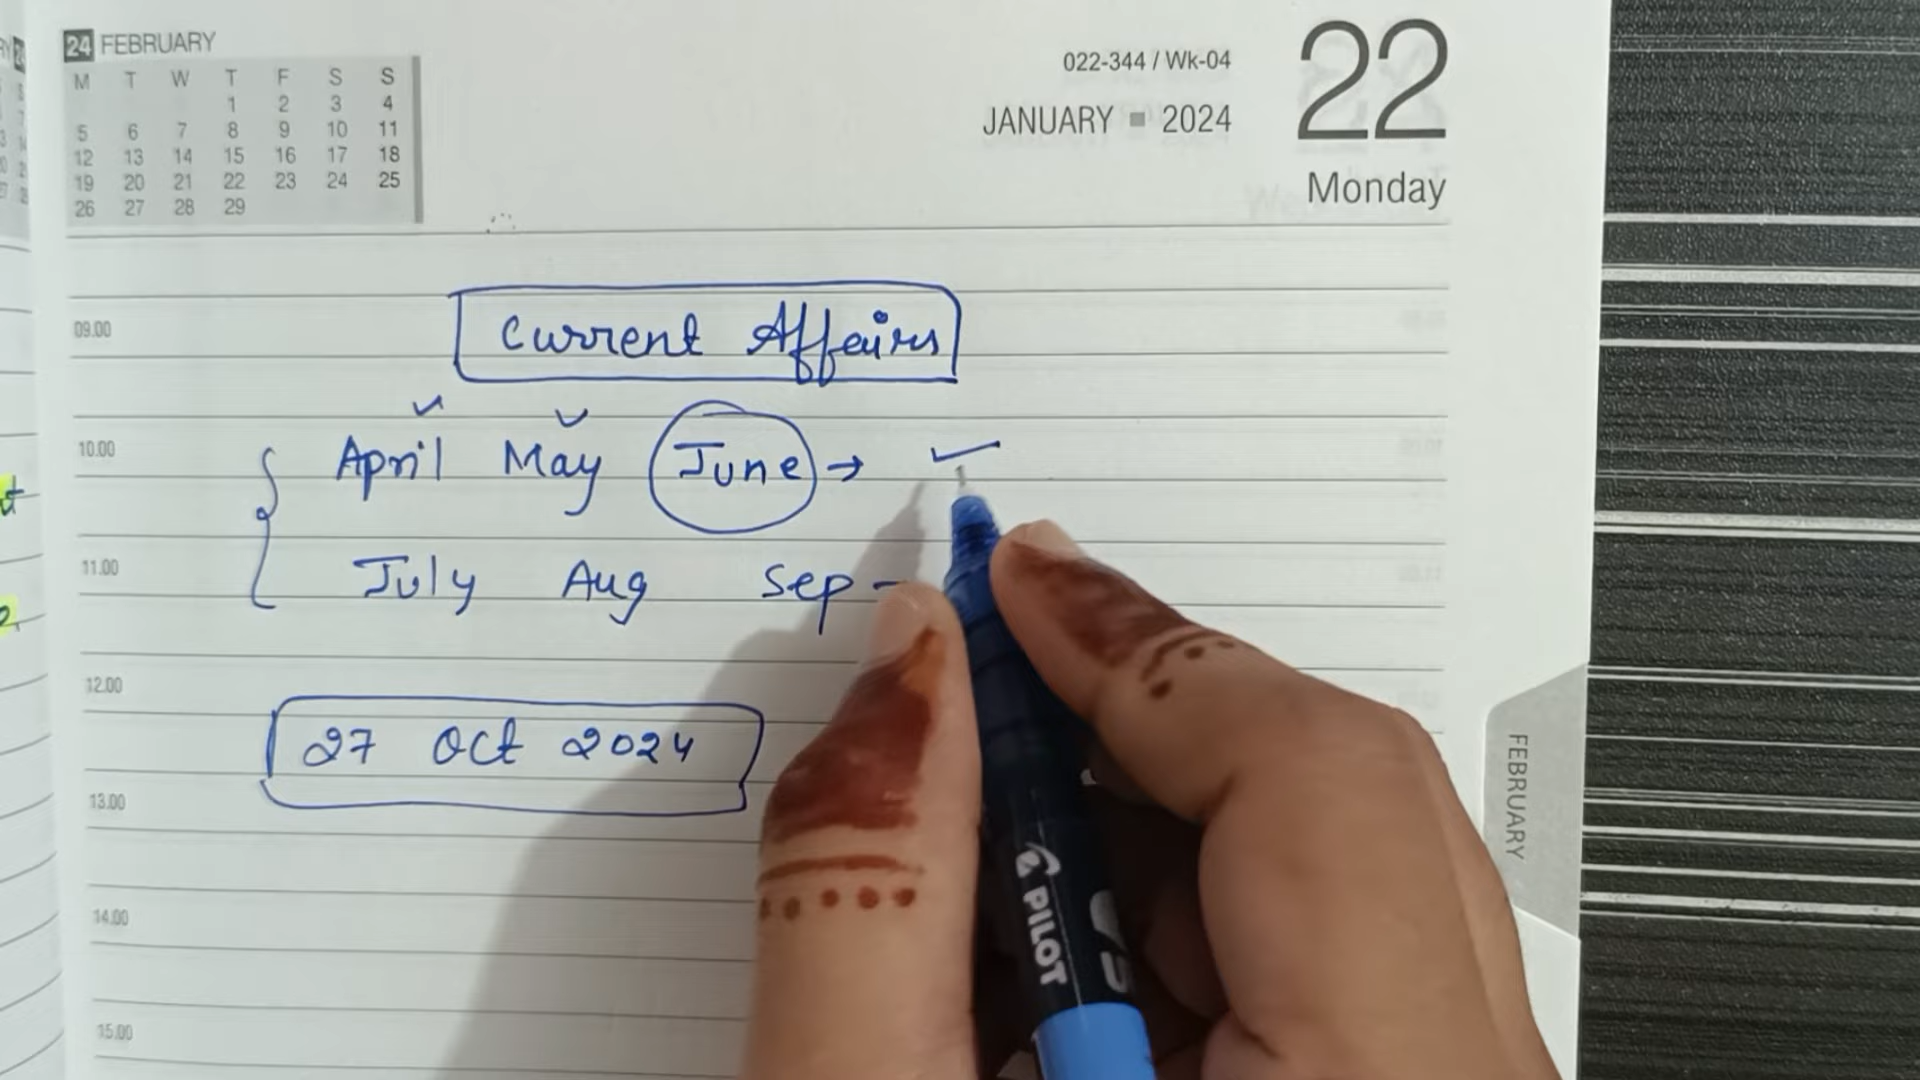 24 FEBRUARY
M T W T F S S
1 2 3 4
5 6 7 8 9 10 11
12 13 14 15 16 17 18
19 20 21 22 23 24 25
26 27 28 29
022-344 / Wk-04
JANUARY ▪ 2024
22
Monday
09.00
Current Affairs
10.00
April May June →
11.00
July Aug Sep -
12.00
27 Oct 2024
13.00
14.00
15.00
FEBRUARY
PILOT